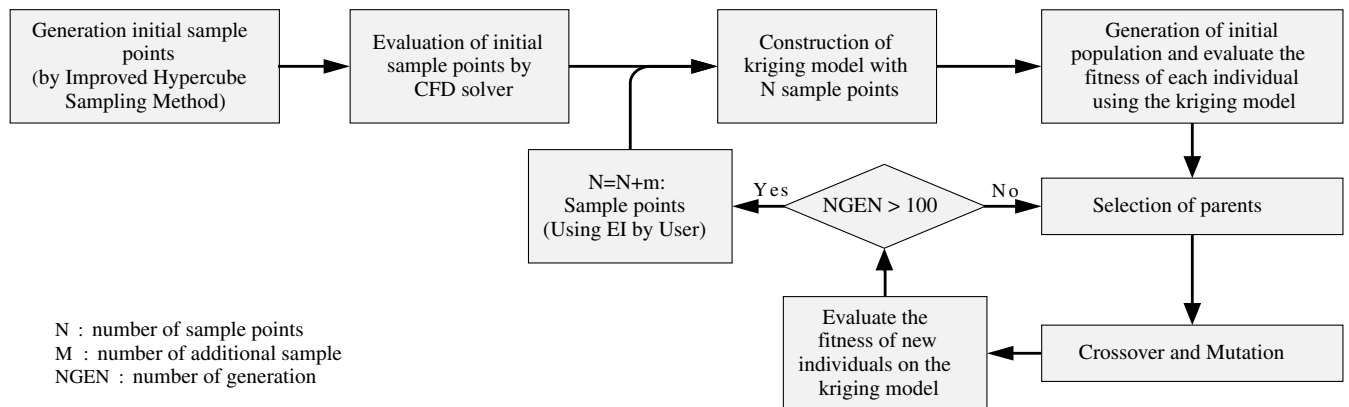 Generation initial sample
points
(by Improved Hypercube
Sampling Method)
Evaluation of initial
sample points by
CFD solver
Construction of
kriging model with
N sample points
Generation of initial
population and evaluate the
fitness of each individual
using the kriging model
N=N+m:
Sample points
(Using EI by User)
Yes
NGEN > 100
No
Selection of parents
Evaluate the
fitness of new
individuals on the
kriging model
Crossover and Mutation
N : number of sample points
M : number of additional sample
NGEN : number of generation